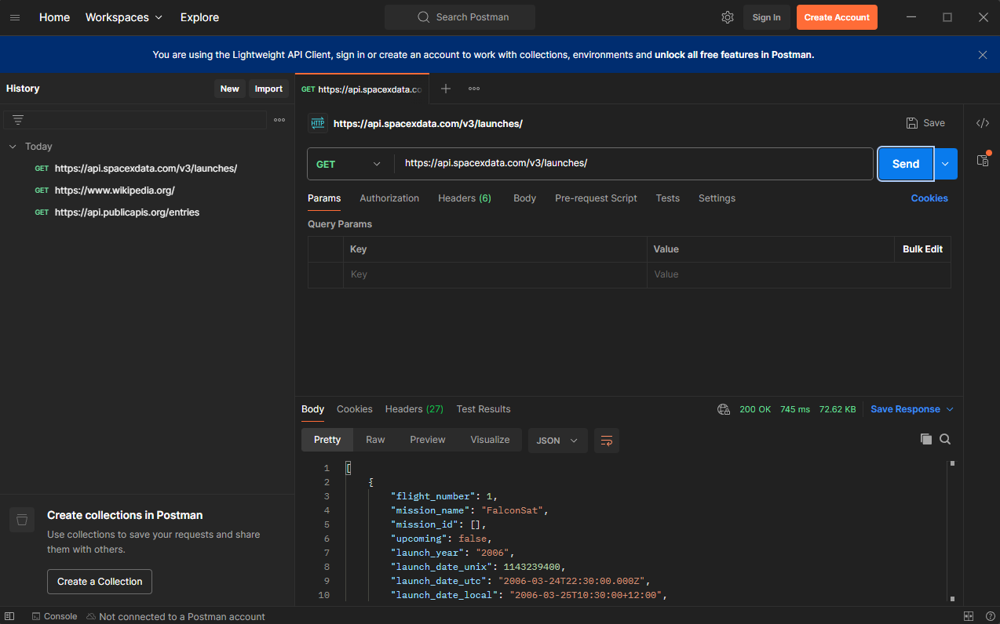 Home Workspaces Explore Search Postman Sign In Create Account
You are using the Lightweight API Client, sign in or create an account to work with collections, environments and unlock all free features in Postman.
History New Import
GET https://api.spacexdata.co
HTTP https://api.spacexdata.com/v3/launches/ Save
Today
GET https://api.spacexdata.com/v3/launches/
GET https://www.wikipedia.org/
GET https://api.publicapis.org/entries
GET https://api.spacexdata.com/v3/launches/ Send
Params Authorization Headers (6) Body Pre-request Script Tests Settings Cookies
Query Params
Key Value Bulk Edit
Key Value
Body Cookies Headers (27) Test Results 200 OK 745 ms 72.62 KB Save Response
Pretty Raw Preview Visualize JSON
1 [
2 {
3 "flight_number": 1,
4 "mission_name": "FalconSat",
5 "mission_id": [],
6 "upcoming": false,
7 "launch_year": "2006",
8 "launch_date_unix": 1143239400,
9 "launch_date_utc": "2006-03-24T22:30:00.000Z",
10 "launch_date_local": "2006-03-25T10:30:00+12:00",
Create collections in Postman
Use collections to save your requests and share
them with others.
Create a Collection
Console Not connected to a Postman account